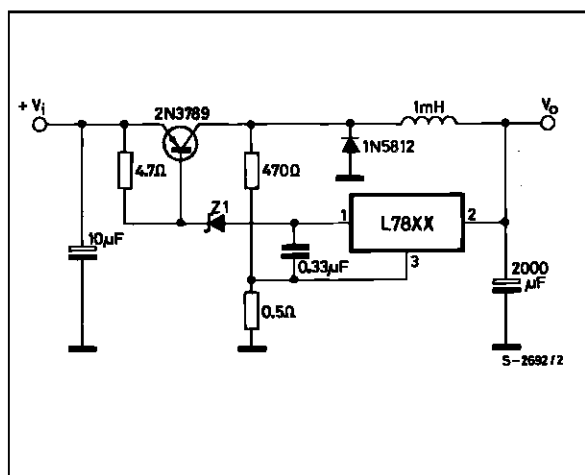 + Vi
2N3789
1mH
Vo
4.7Ω
470Ω
1N5812
Z1
1
L78XX
2
3
10µF
0.33µF
0.5Ω
2000
µF
S-2692/2